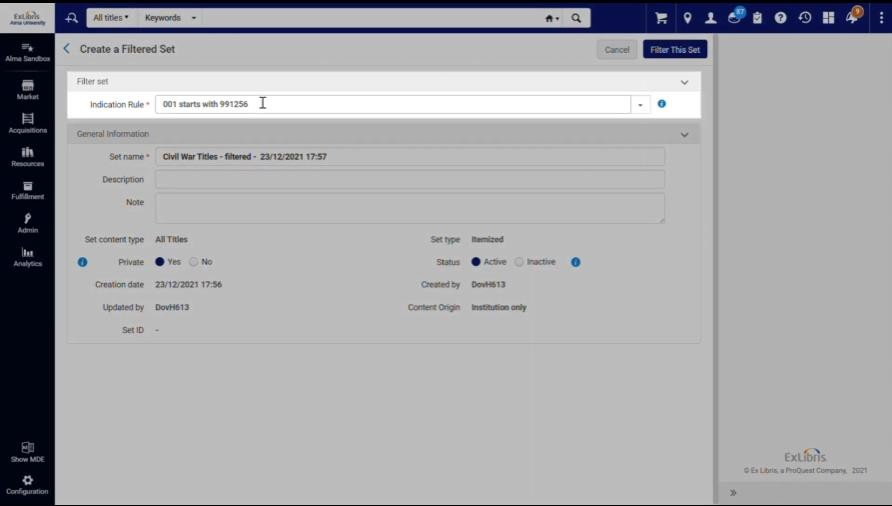 ExLibris
Alma University
All titles
Keywords
87
9
Alma Sandbox
Market
Acquisitions
Resources
Fulfillment
Admin
Analytics
Show MDE
Configuration
Create a Filtered Set
Cancel
Filter This Set
Filter set
Indication Rule * 001 starts with 991256
General Information
Set name * Civil War Titles - filtered - 23/12/2021 17:57
Description
Note
Set content type All Titles Set type Itemized
Private Yes No Status Active Inactive
Creation date 23/12/2021 17:56 Created by DovH613
Updated by DovH613 Content Origin Institution only
Set ID -
ExLibris
© Ex Libris, a ProQuest Company, 2021